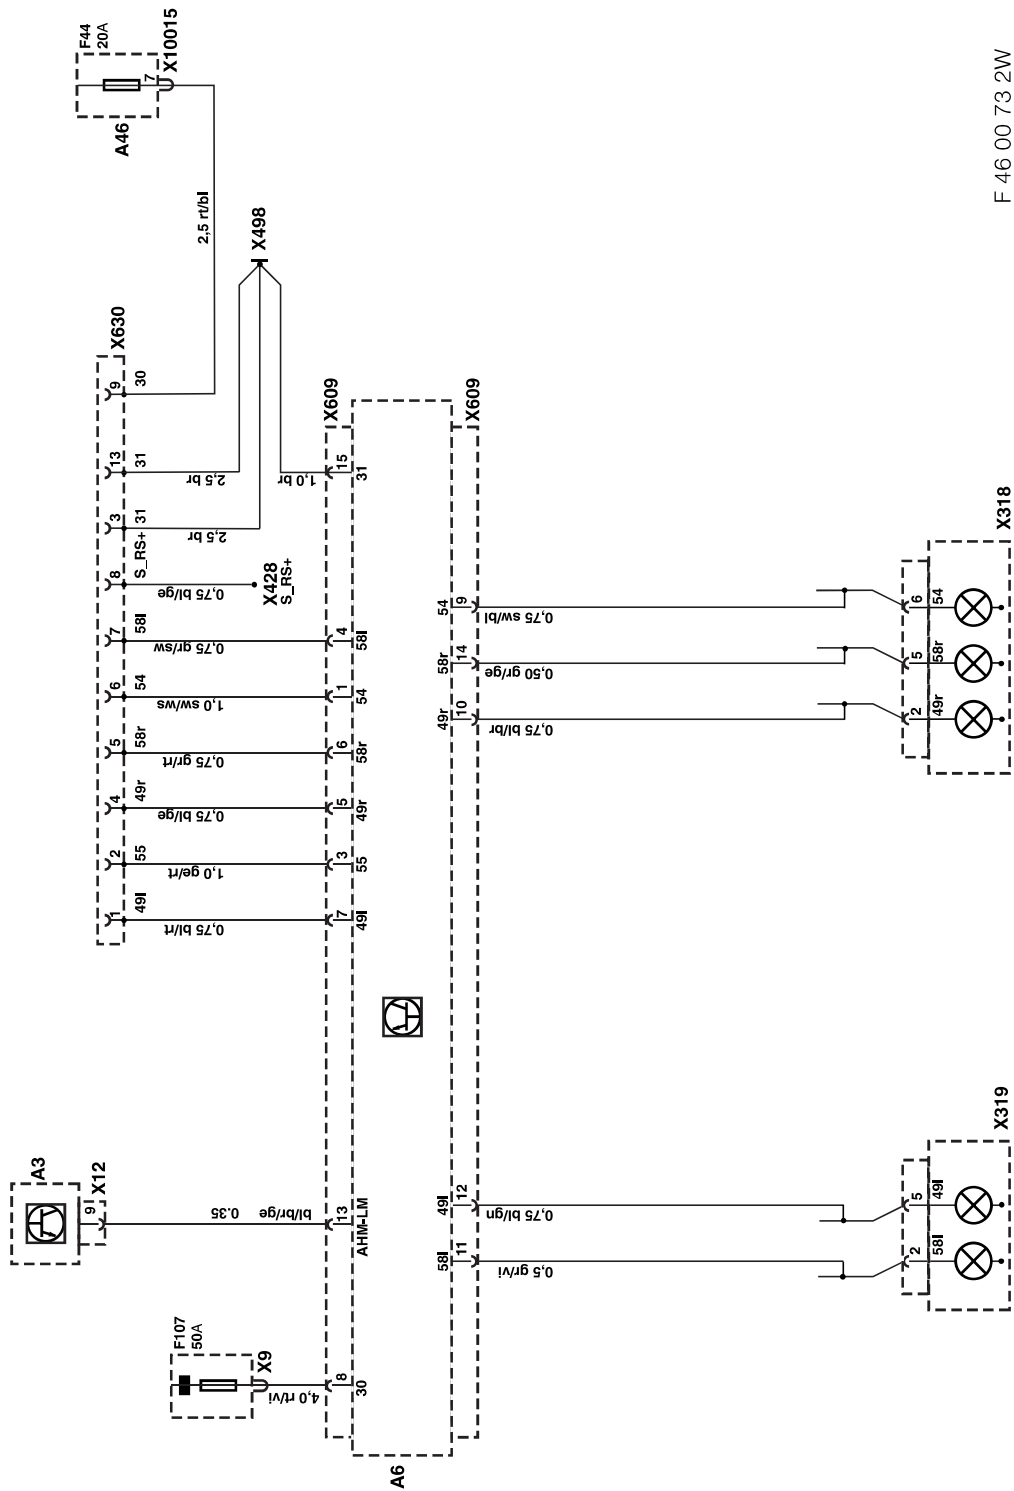 F44
20A
7
X10015
A46
2,5 rt/bl
X498
X630
9
30
13
31
2,5 br
3
31
2,5 br
8
S_RS+
0,75 bl/ge
X428
S_RS+
7
58l
0,75 gr/sw
4
58l
6
54
1,0 sw/ws
1
54
5
58r
0,75 gr/rt
6
58r
4
49r
0,75 bl/ge
5
49r
2
55
1,0 ge/rt
3
55
1
49l
0,75 bl/rt
7
49l
X609
1,0 br
15
31
X609
54
9
0,75 sw/bl
58r
14
0,50 gr/ge
49r
10
0,75 bl/br
X318
6
54
5
58r
2
49r
A3
X12
9
0.35 bl/br/ge
13
AHM-LM
F107
50A
X9
4,0 rt/vi
8
30
A6
49l
12
0,75 bl/gn
58l
11
0,5 gr/vi
X319
5
49l
2
58l
F 46 00 73 2W